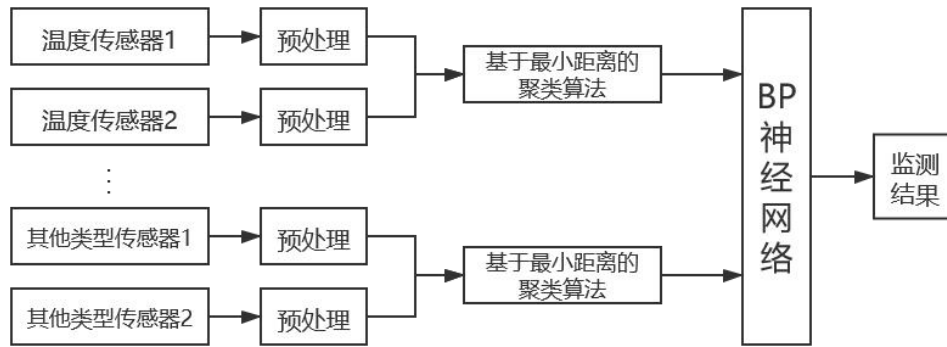 温度传感器1
预处理
基于最小距离的
聚类算法
温度传感器2
预处理
⋮
其他类型传感器1
预处理
基于最小距离的
聚类算法
其他类型传感器2
预处理
BP
神
经
网
络
监测
结果